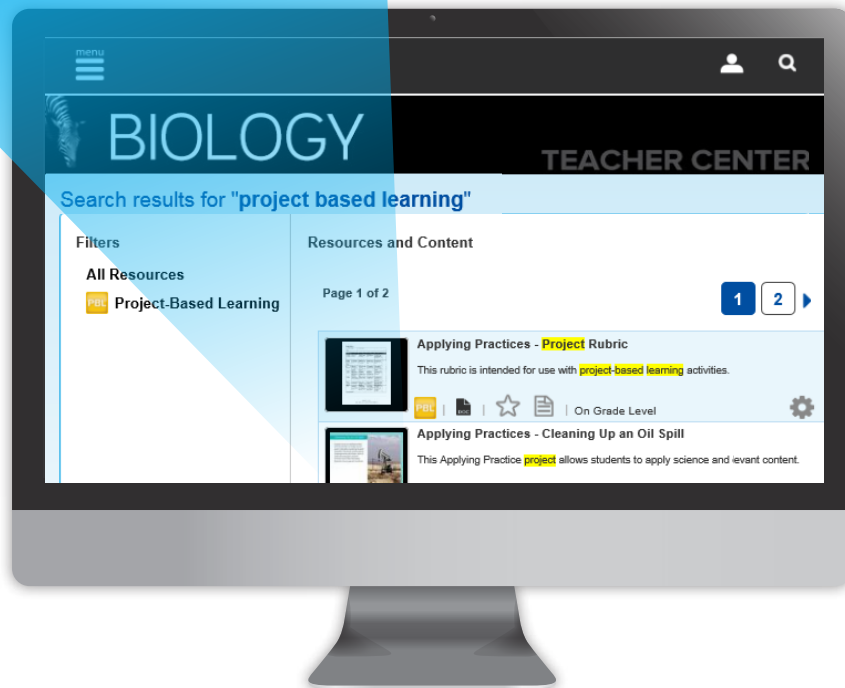 menu
BIOLOGY
TEACHER CENTER
Search results for "project based learning"
Filters
All Resources
PBL Project-Based Learning
Resources and Content
Page 1 of 2
1 2
Applying Practices - Project Rubric
This rubric is intended for use with project-based learning activities.
PBL | DOC | | On Grade Level
Applying Practices - Cleaning Up an Oil Spill
This Applying Practice project allows students to apply science and levant content.